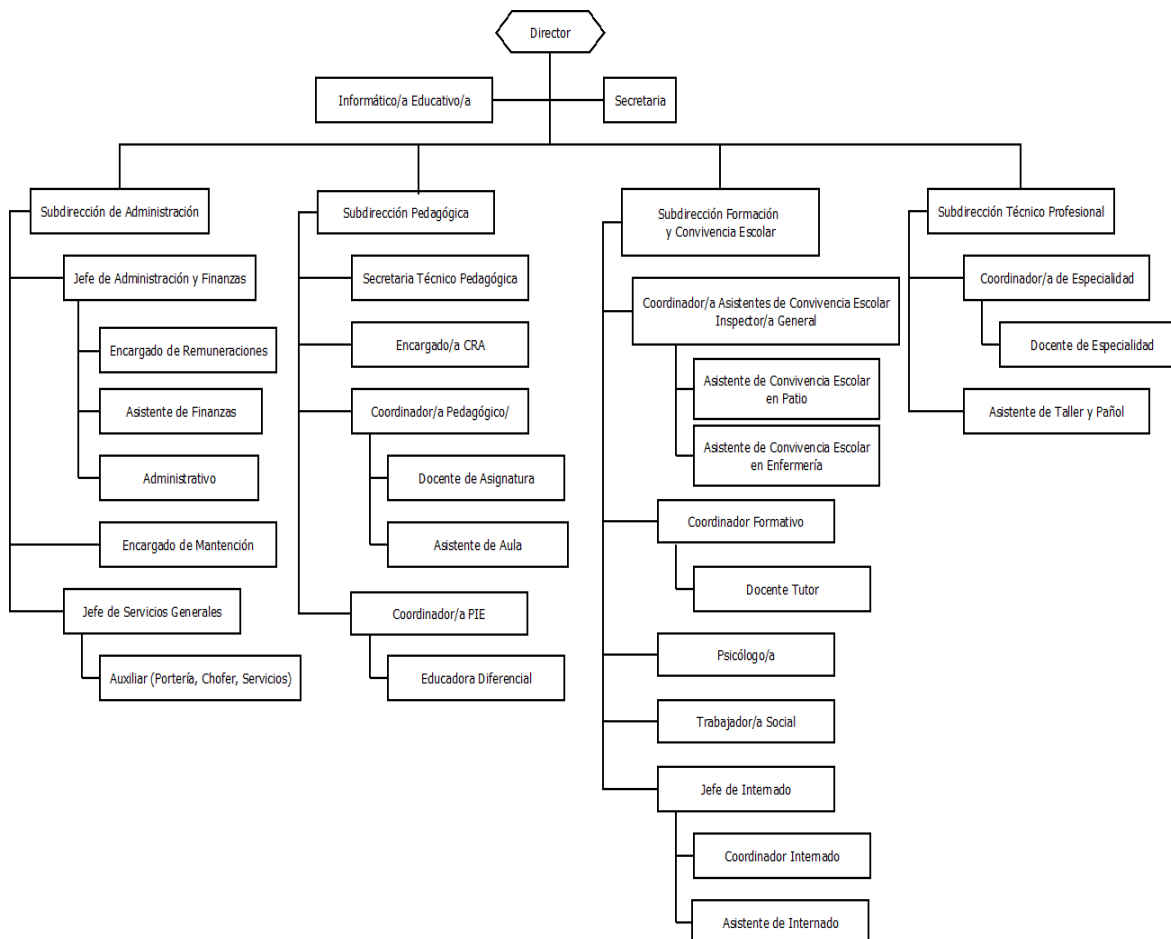 Director
Informático/a Educativo/a
Secretaria
Subdirección de Administración
Jefe de Administración y Finanzas
Encargado de Remuneraciones
Asistente de Finanzas
Administrativo
Encargado de Mantención
Jefe de Servicios Generales
Auxiliar (Portería, Chofer, Servicios)
Subdirección Pedagógica
Secretaria Técnico Pedagógica
Encargado/a CRA
Coordinador/a Pedagógico/
Docente de Asignatura
Asistente de Aula
Coordinador/a PIE
Educadora Diferencial
Subdirección Formación
y Convivencia Escolar
Coordinador/a Asistentes de Convivencia Escolar
Inspector/a General
Asistente de Convivencia Escolar
en Patio
Asistente de Convivencia Escolar
en Enfermería
Coordinador Formativo
Docente Tutor
Psicólogo/a
Trabajador/a Social
Jefe de Internado
Coordinador Internado
Asistente de Internado
Subdirección Técnico Profesional
Coordinador/a de Especialidad
Docente de Especialidad
Asistente de Taller y Pañol